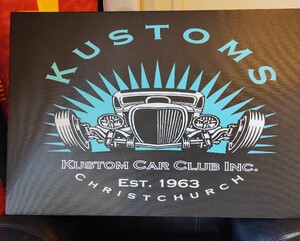 KUSTOMS
KUSTOM CAR CLUB INC.
EST. 1963
CHRISTCHURCH